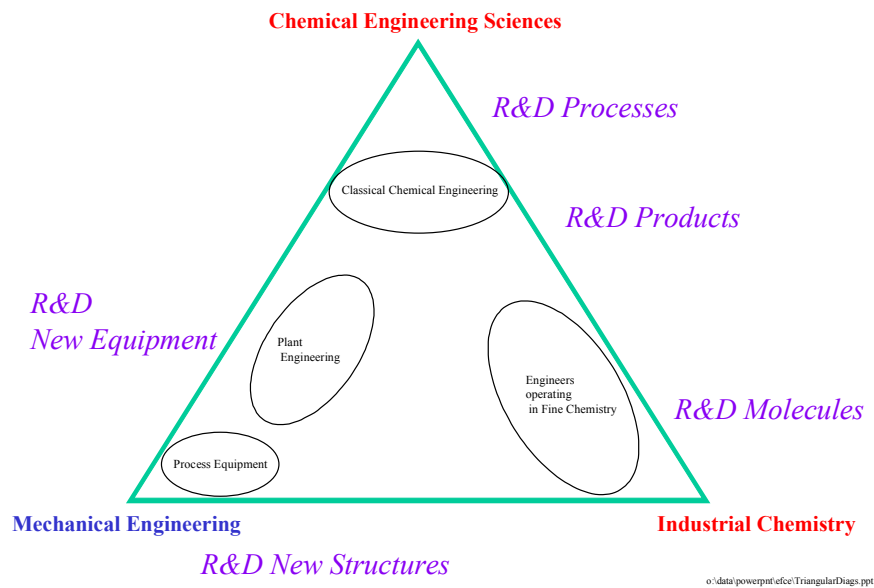 Chemical Engineering Sciences
R&D Processes
Classical Chemical Engineering
R&D Products
R&D
New Equipment
Plant
Engineering
Engineers
operating
in Fine Chemistry
R&D Molecules
Process Equipment
Mechanical Engineering
Industrial Chemistry
R&D New Structures
o:\data\powerpnt\efce\TriangularDiags.ppt